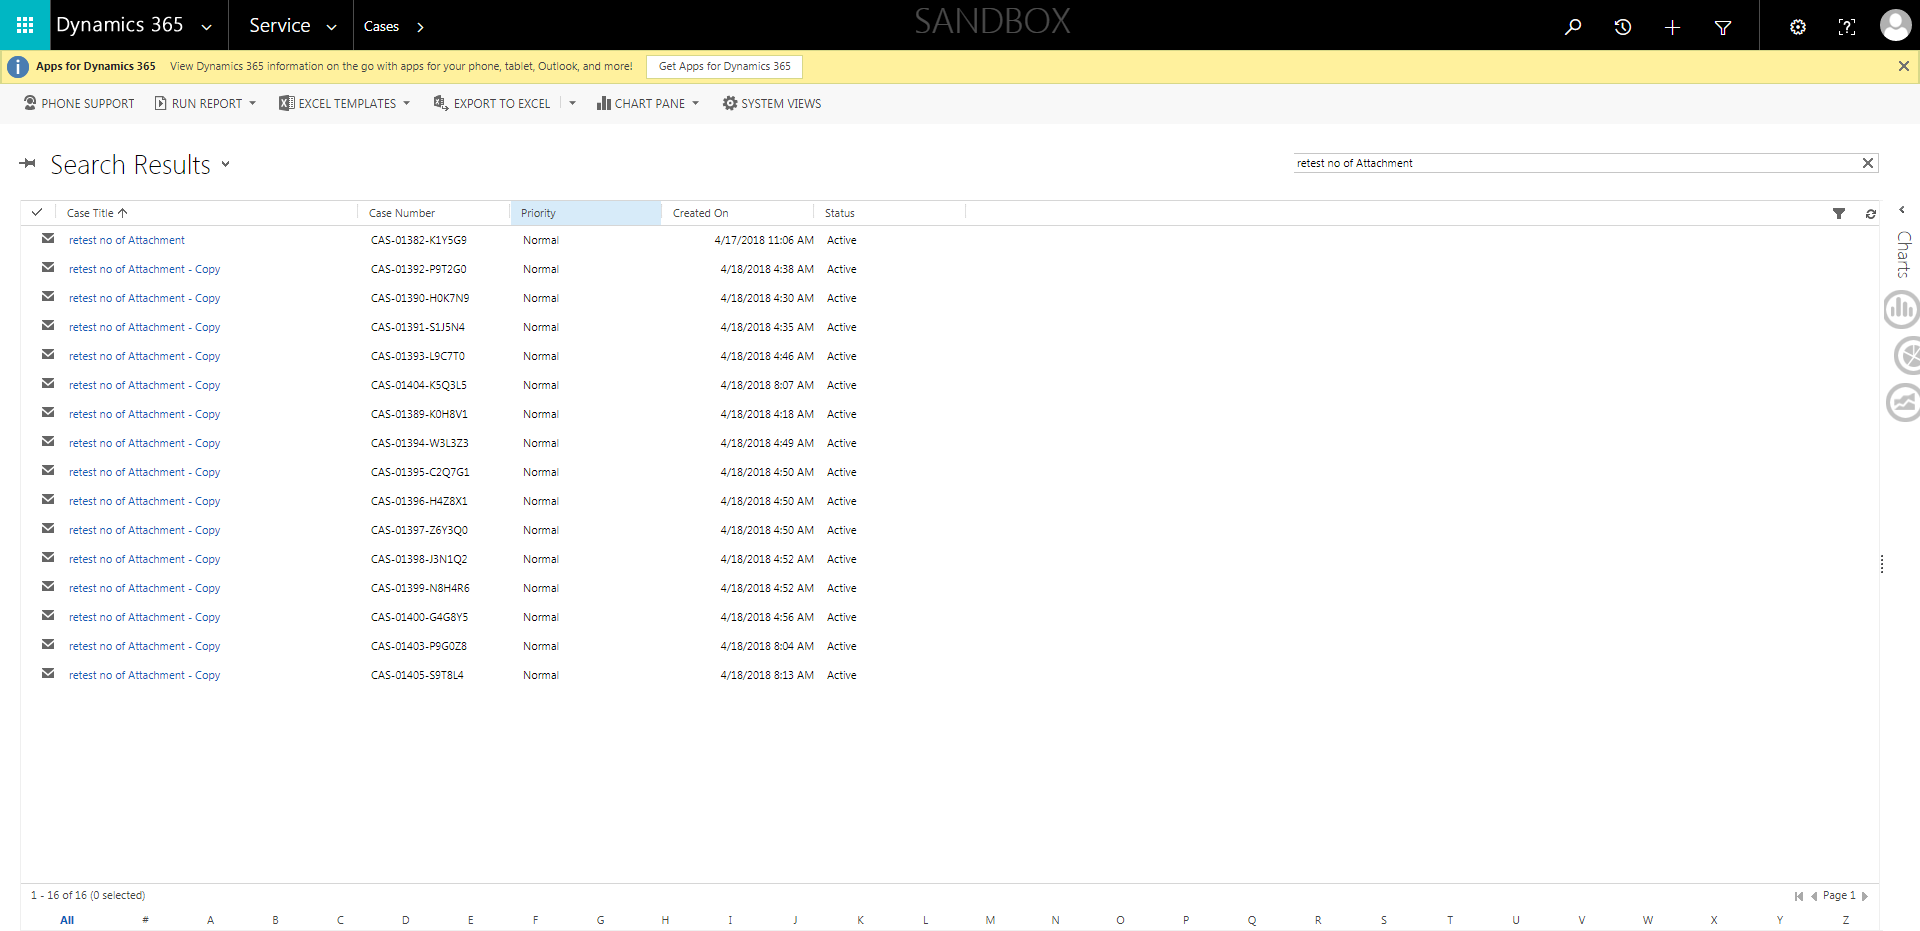 Dynamics 365 Service Cases SANDBOX
Apps for Dynamics 365 View Dynamics 365 information on the go with apps for your phone, tablet, Outlook, and more! Get Apps for Dynamics 365
PHONE SUPPORT RUN REPORT EXCEL TEMPLATES EXPORT TO EXCEL CHART PANE SYSTEM VIEWS
Search Results retest no of Attachment
Case Title Case Number Priority Created On Status
retest no of Attachment CAS-01382-K1Y5G9 Normal 4/17/2018 11:06 AM Active
retest no of Attachment - Copy CAS-01392-P9T2G0 Normal 4/18/2018 4:38 AM Active
retest no of Attachment - Copy CAS-01390-H0K7N9 Normal 4/18/2018 4:30 AM Active
retest no of Attachment - Copy CAS-01391-S1J5N4 Normal 4/18/2018 4:35 AM Active
retest no of Attachment - Copy CAS-01393-L9C7T0 Normal 4/18/2018 4:46 AM Active
retest no of Attachment - Copy CAS-01404-K5Q3L5 Normal 4/18/2018 8:07 AM Active
retest no of Attachment - Copy CAS-01389-K0H8V1 Normal 4/18/2018 4:18 AM Active
retest no of Attachment - Copy CAS-01394-W3L3Z3 Normal 4/18/2018 4:49 AM Active
retest no of Attachment - Copy CAS-01395-C2Q7G1 Normal 4/18/2018 4:50 AM Active
retest no of Attachment - Copy CAS-01396-H4Z8X1 Normal 4/18/2018 4:50 AM Active
retest no of Attachment - Copy CAS-01397-Z6Y3Q0 Normal 4/18/2018 4:50 AM Active
retest no of Attachment - Copy CAS-01398-J3N1Q2 Normal 4/18/2018 4:52 AM Active
retest no of Attachment - Copy CAS-01399-N8H4R6 Normal 4/18/2018 4:52 AM Active
retest no of Attachment - Copy CAS-01400-G4G8Y5 Normal 4/18/2018 4:56 AM Active
retest no of Attachment - Copy CAS-01403-P9G0Z8 Normal 4/18/2018 8:04 AM Active
retest no of Attachment - Copy CAS-01405-S9T8L4 Normal 4/18/2018 8:13 AM Active
Charts
1 - 16 of 16 (0 selected) Page 1
All # A B C D E F G H I J K L M N O P Q R S T U V W X Y Z